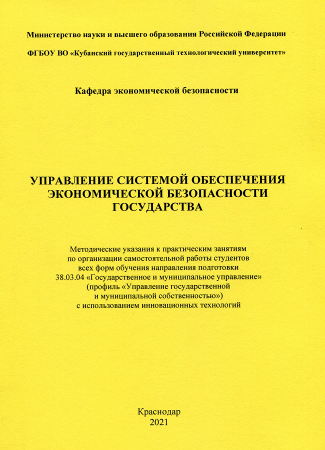 Министерство науки и высшего образования Российской Федерации
ФГБОУ ВО «Кубанский государственный технологический университет»
Кафедра экономической безопасности
УПРАВЛЕНИЕ СИСТЕМОЙ ОБЕСПЕЧЕНИЯ
ЭКОНОМИЧЕСКОЙ БЕЗОПАСНОСТИ
ГОСУДАРСТВА
Методические указания к практическим занятиям
по организации самостоятельной работы студентов
всех форм обучения направления подготовки
38.03.04 «Государственное и муниципальное управление»
(профиль «Управление государственной
и муниципальной собственностью»)
с использованием инновационных технологий
Краснодар
2021